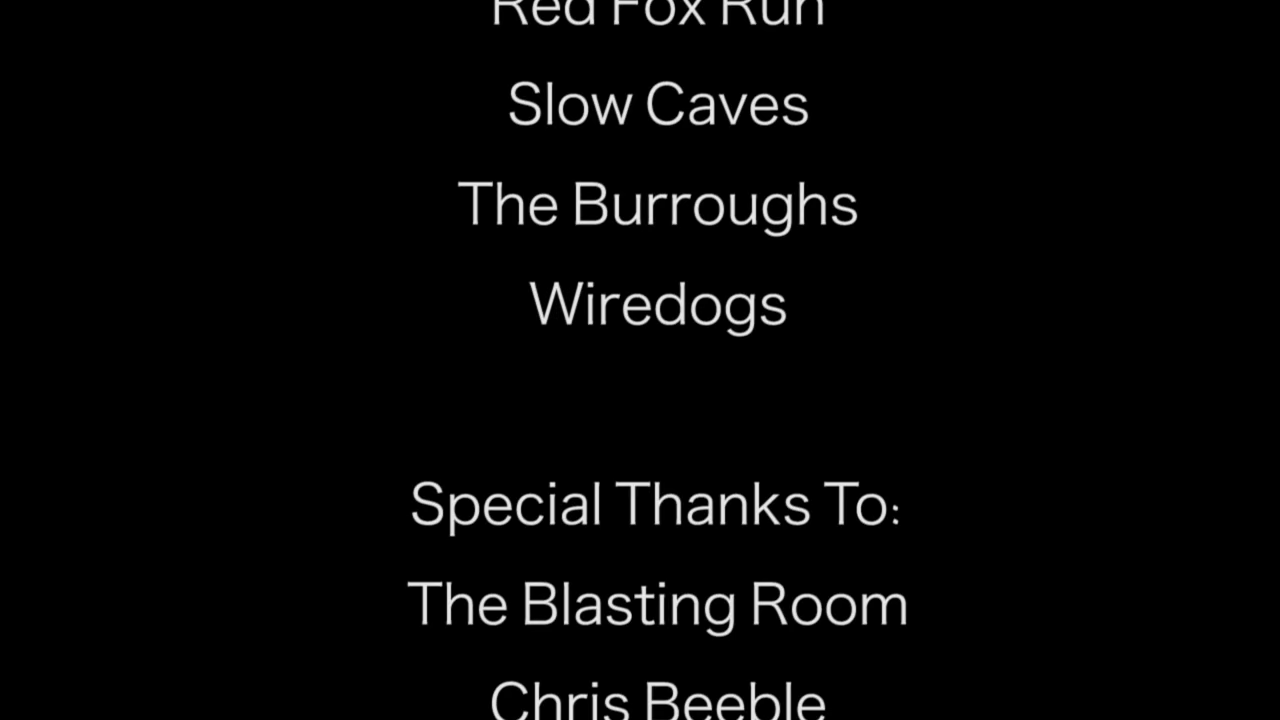 Red Fox Run
Slow Caves
The Burroughs
Wiredogs
Special Thanks To:
The Blasting Room
Chris Beeble